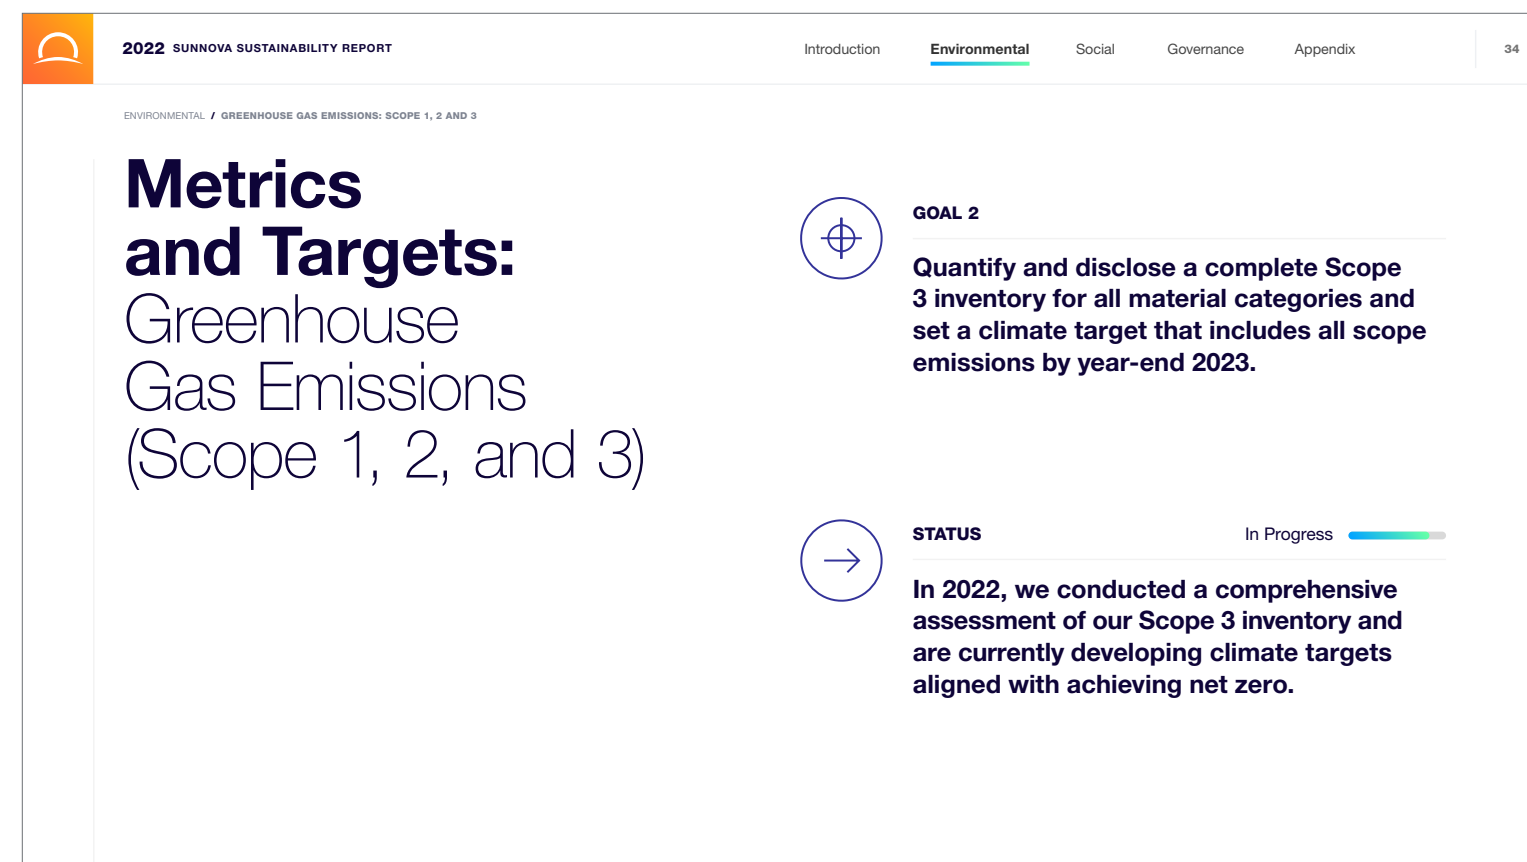 2022 SUNNOVA SUSTAINABILITY REPORT
Introduction Environmental Social Governance Appendix 34
ENVIRONMENTAL / GREENHOUSE GAS EMISSIONS: SCOPE 1, 2 AND 3
Metrics
and Targets:
Greenhouse
Gas Emissions
(Scope 1, 2, and 3)
GOAL 2
Quantify and disclose a complete Scope
3 inventory for all material categories and
set a climate target that includes all scope
emissions by year-end 2023.
STATUS In Progress
In 2022, we conducted a comprehensive
assessment of our Scope 3 inventory and
are currently developing climate targets
aligned with achieving net zero.